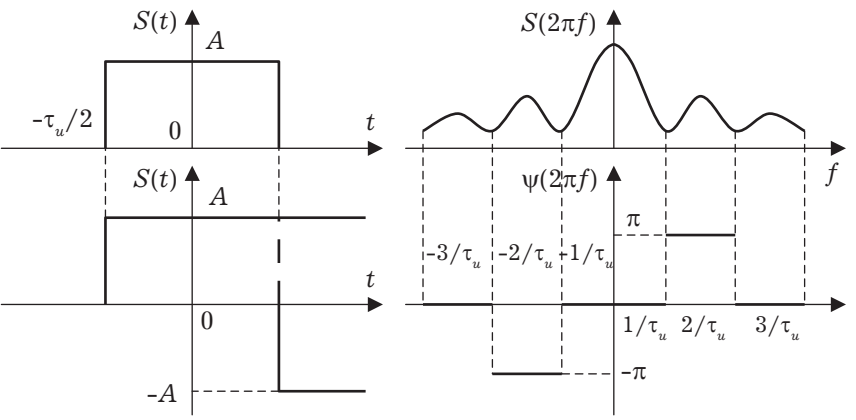 S(t)
A
-τᵤ/2
0
t
S(t)
A
t
0
-A
S(2πf)
f
ψ(2πf)
π
-3/τᵤ
-2/τᵤ
-1/τᵤ
1/τᵤ
2/τᵤ
3/τᵤ
-π